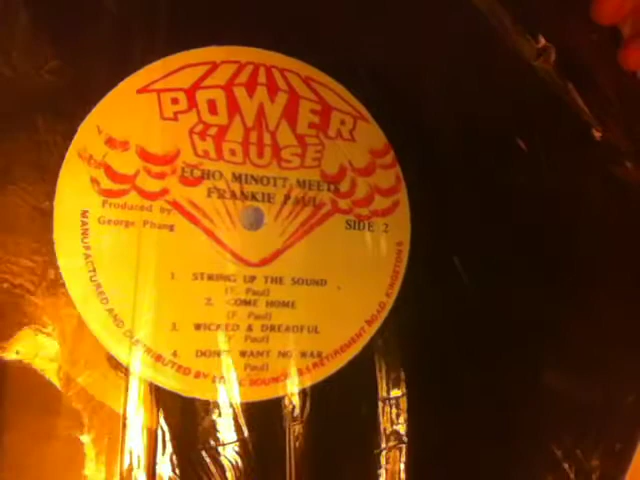 POWER
HOUSE
ECHO MINOTT MEETS
FRANKIE PAUL
Produced by
George Phang
SIDE 2
1. STRING UP THE SOUND
(F. Paul)
2. COME HOME
(F. Paul)
3. WICKED & DREADFUL
(F Paul)
4. DON'T WANT NO WAR
Paul)
MANUFACTURED AND DISTRIBUTED BY RETIREMENT ROAD, KINGSTON 5